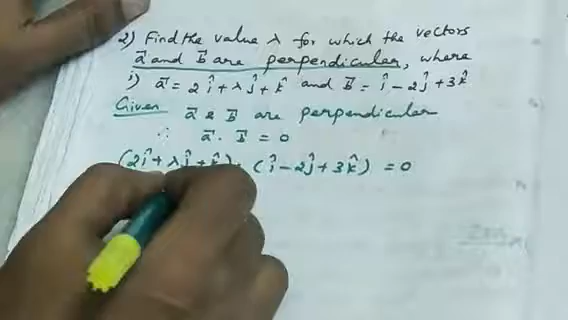 2) Find the value λ for which the vectors
a⃗ and b⃗ are perpendicular, where
i) a⃗ = 2î + λĵ + k̂ and b⃗ = î - 2ĵ + 3k̂
Given a⃗ & b⃗ are perpendicular
∴ a⃗ . b⃗ = 0
(2î + λĵ + k̂) . (î - 2ĵ + 3k̂) = 0